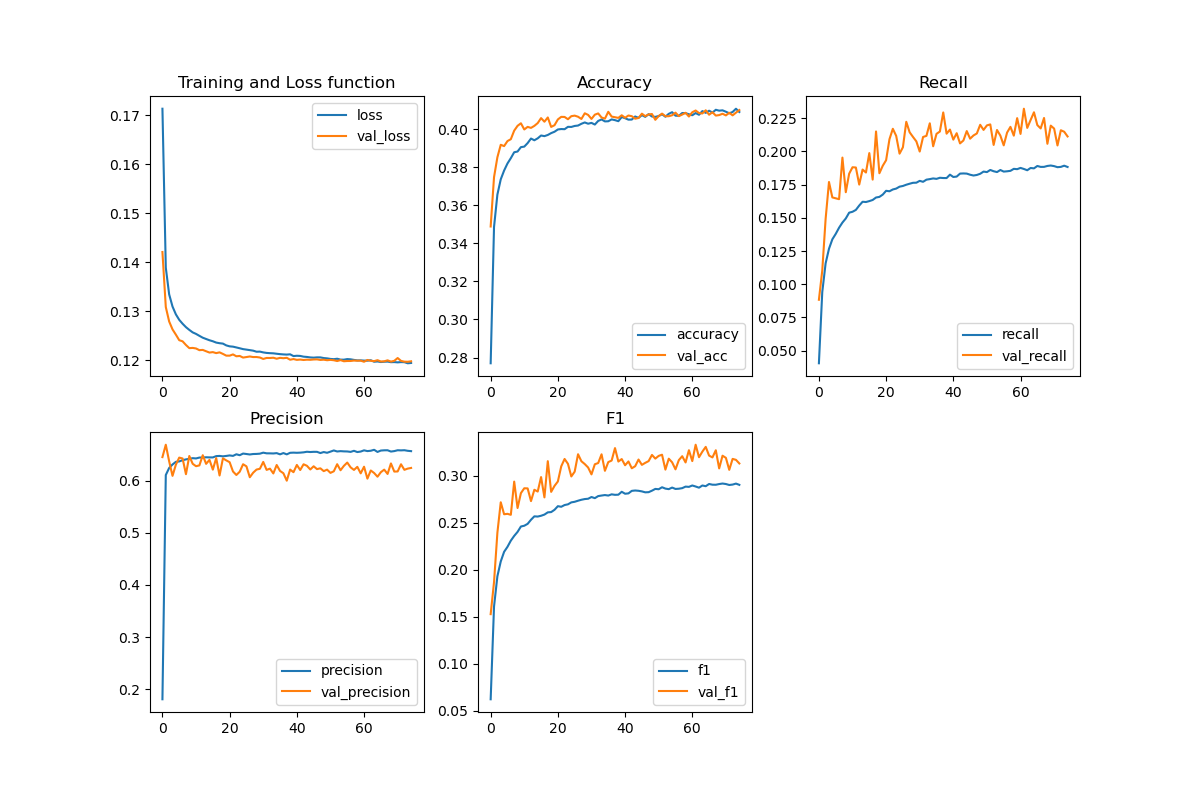 Training and Loss function
0.17
0.16
0.15
0.14
0.13
0.12
0 20 40 60
loss
val_loss
Accuracy
0.40
0.38
0.36
0.34
0.32
0.30
0.28
0 20 40 60
accuracy
val_acc
Recall
0.225
0.200
0.175
0.150
0.125
0.100
0.075
0.050
0 20 40 60
recall
val_recall
Precision
0.6
0.5
0.4
0.3
0.2
0 20 40 60
precision
val_precision
F1
0.30
0.25
0.20
0.15
0.10
0.05
0 20 40 60
f1
val_f1